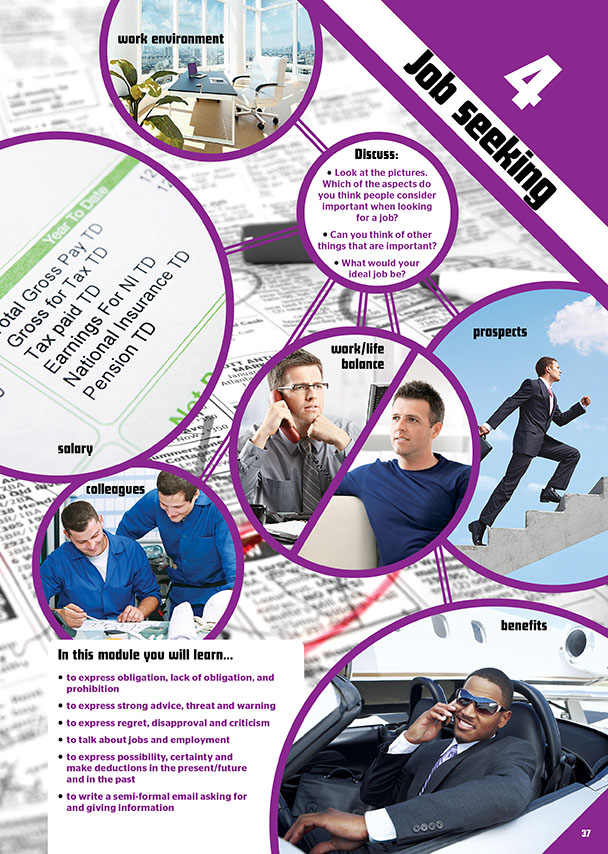 4
Job seeking
work environment
Discuss:
• Look at the pictures.
Which of the aspects do
you think people consider
important when looking
for a job?
• Can you think of other
things that are important?
• What would your
ideal job be?
Year To Date
Total Gross Pay TD
Gross for Tax TD
Tax paid TD
Earnings For NI TD
National Insurance TD
Pension TD
salary
work/life
balance
prospects
colleagues
benefits
In this module you will learn...
• to express obligation, lack of obligation, and
prohibition
• to express strong advice, threat and warning
• to express regret, disapproval and criticism
• to talk about jobs and employment
• to express possibility, certainty and
make deductions in the present/future
and in the past
• to write a semi-formal email asking for
and giving information
37